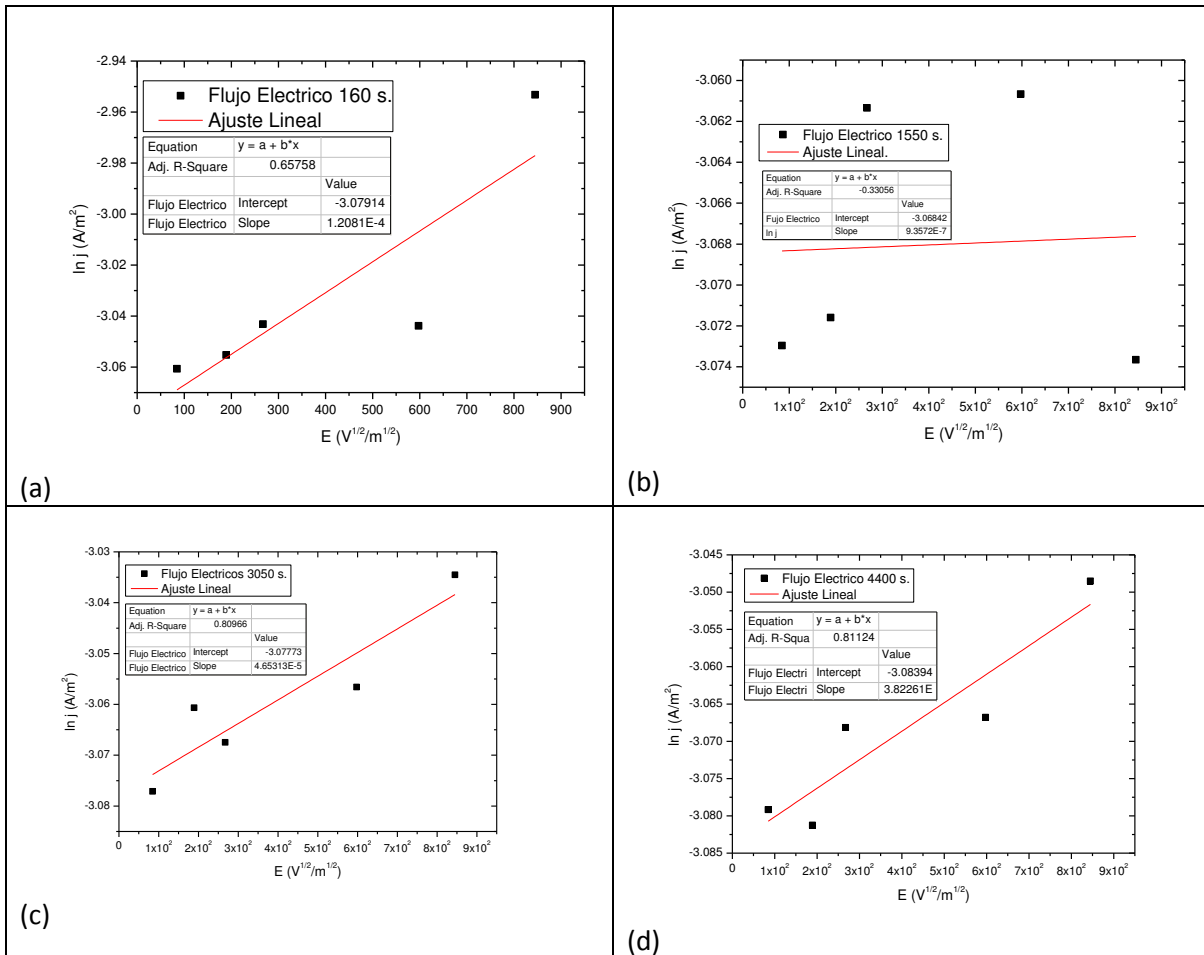 -2.94
-2.96
-2.98
-3.00
-3.02
-3.04
-3.06
ln j (A/m²)
Flujo Electrico 160 s.
Ajuste Lineal
Equation y = a + b*x
Adj. R-Square 0.65758
Value
Flujo Electrico Intercept -3.07914
Flujo Electrico Slope 1.2081E-4
0 100 200 300 400 500 600 700 800 900
E (V^1/2/m^1/2)
(a)
-3.060
-3.062
-3.064
-3.066
-3.068
-3.070
-3.072
-3.074
ln j (A/m²)
Flujo Electrico 1550 s.
Ajuste Lineal.
Equation y = a + b*x
Adj. R-Square -0.33056
Value
Fujo Electrico Intercept -3.06842
ln j Slope 9.3572E-7
0 1x10² 2x10² 3x10² 4x10² 5x10² 6x10² 7x10² 8x10² 9x10²
E (V^1/2/m^1/2)
(b)
-3.03
-3.04
-3.05
-3.06
-3.07
-3.08
ln j (A/m²)
Flujo Electricos 3050 s.
Ajuste Lineal
Equation y = a + b*x
Adj. R-Square 0.80966
Value
Flujo Electrico Intercept -3.07773
Flujo Electrico Slope 4.65313E-5
0 1x10² 2x10² 3x10² 4x10² 5x10² 6x10² 7x10² 8x10² 9x10²
E (V^1/2/m^1/2)
(c)
-3.045
-3.050
-3.055
-3.060
-3.065
-3.070
-3.075
-3.080
-3.085
ln j (A/m²)
Flujo Electrico 4400 s.
Ajuste Lineal
Equation y = a + b*x
Adj. R-Squa 0.81124
Value
Flujo Electri Intercept -3.08394
Flujo Electri Slope 3.82261E
0 1x10² 2x10² 3x10² 4x10² 5x10² 6x10² 7x10² 8x10² 9x10²
E (V^1/2/m^1/2)
(d)